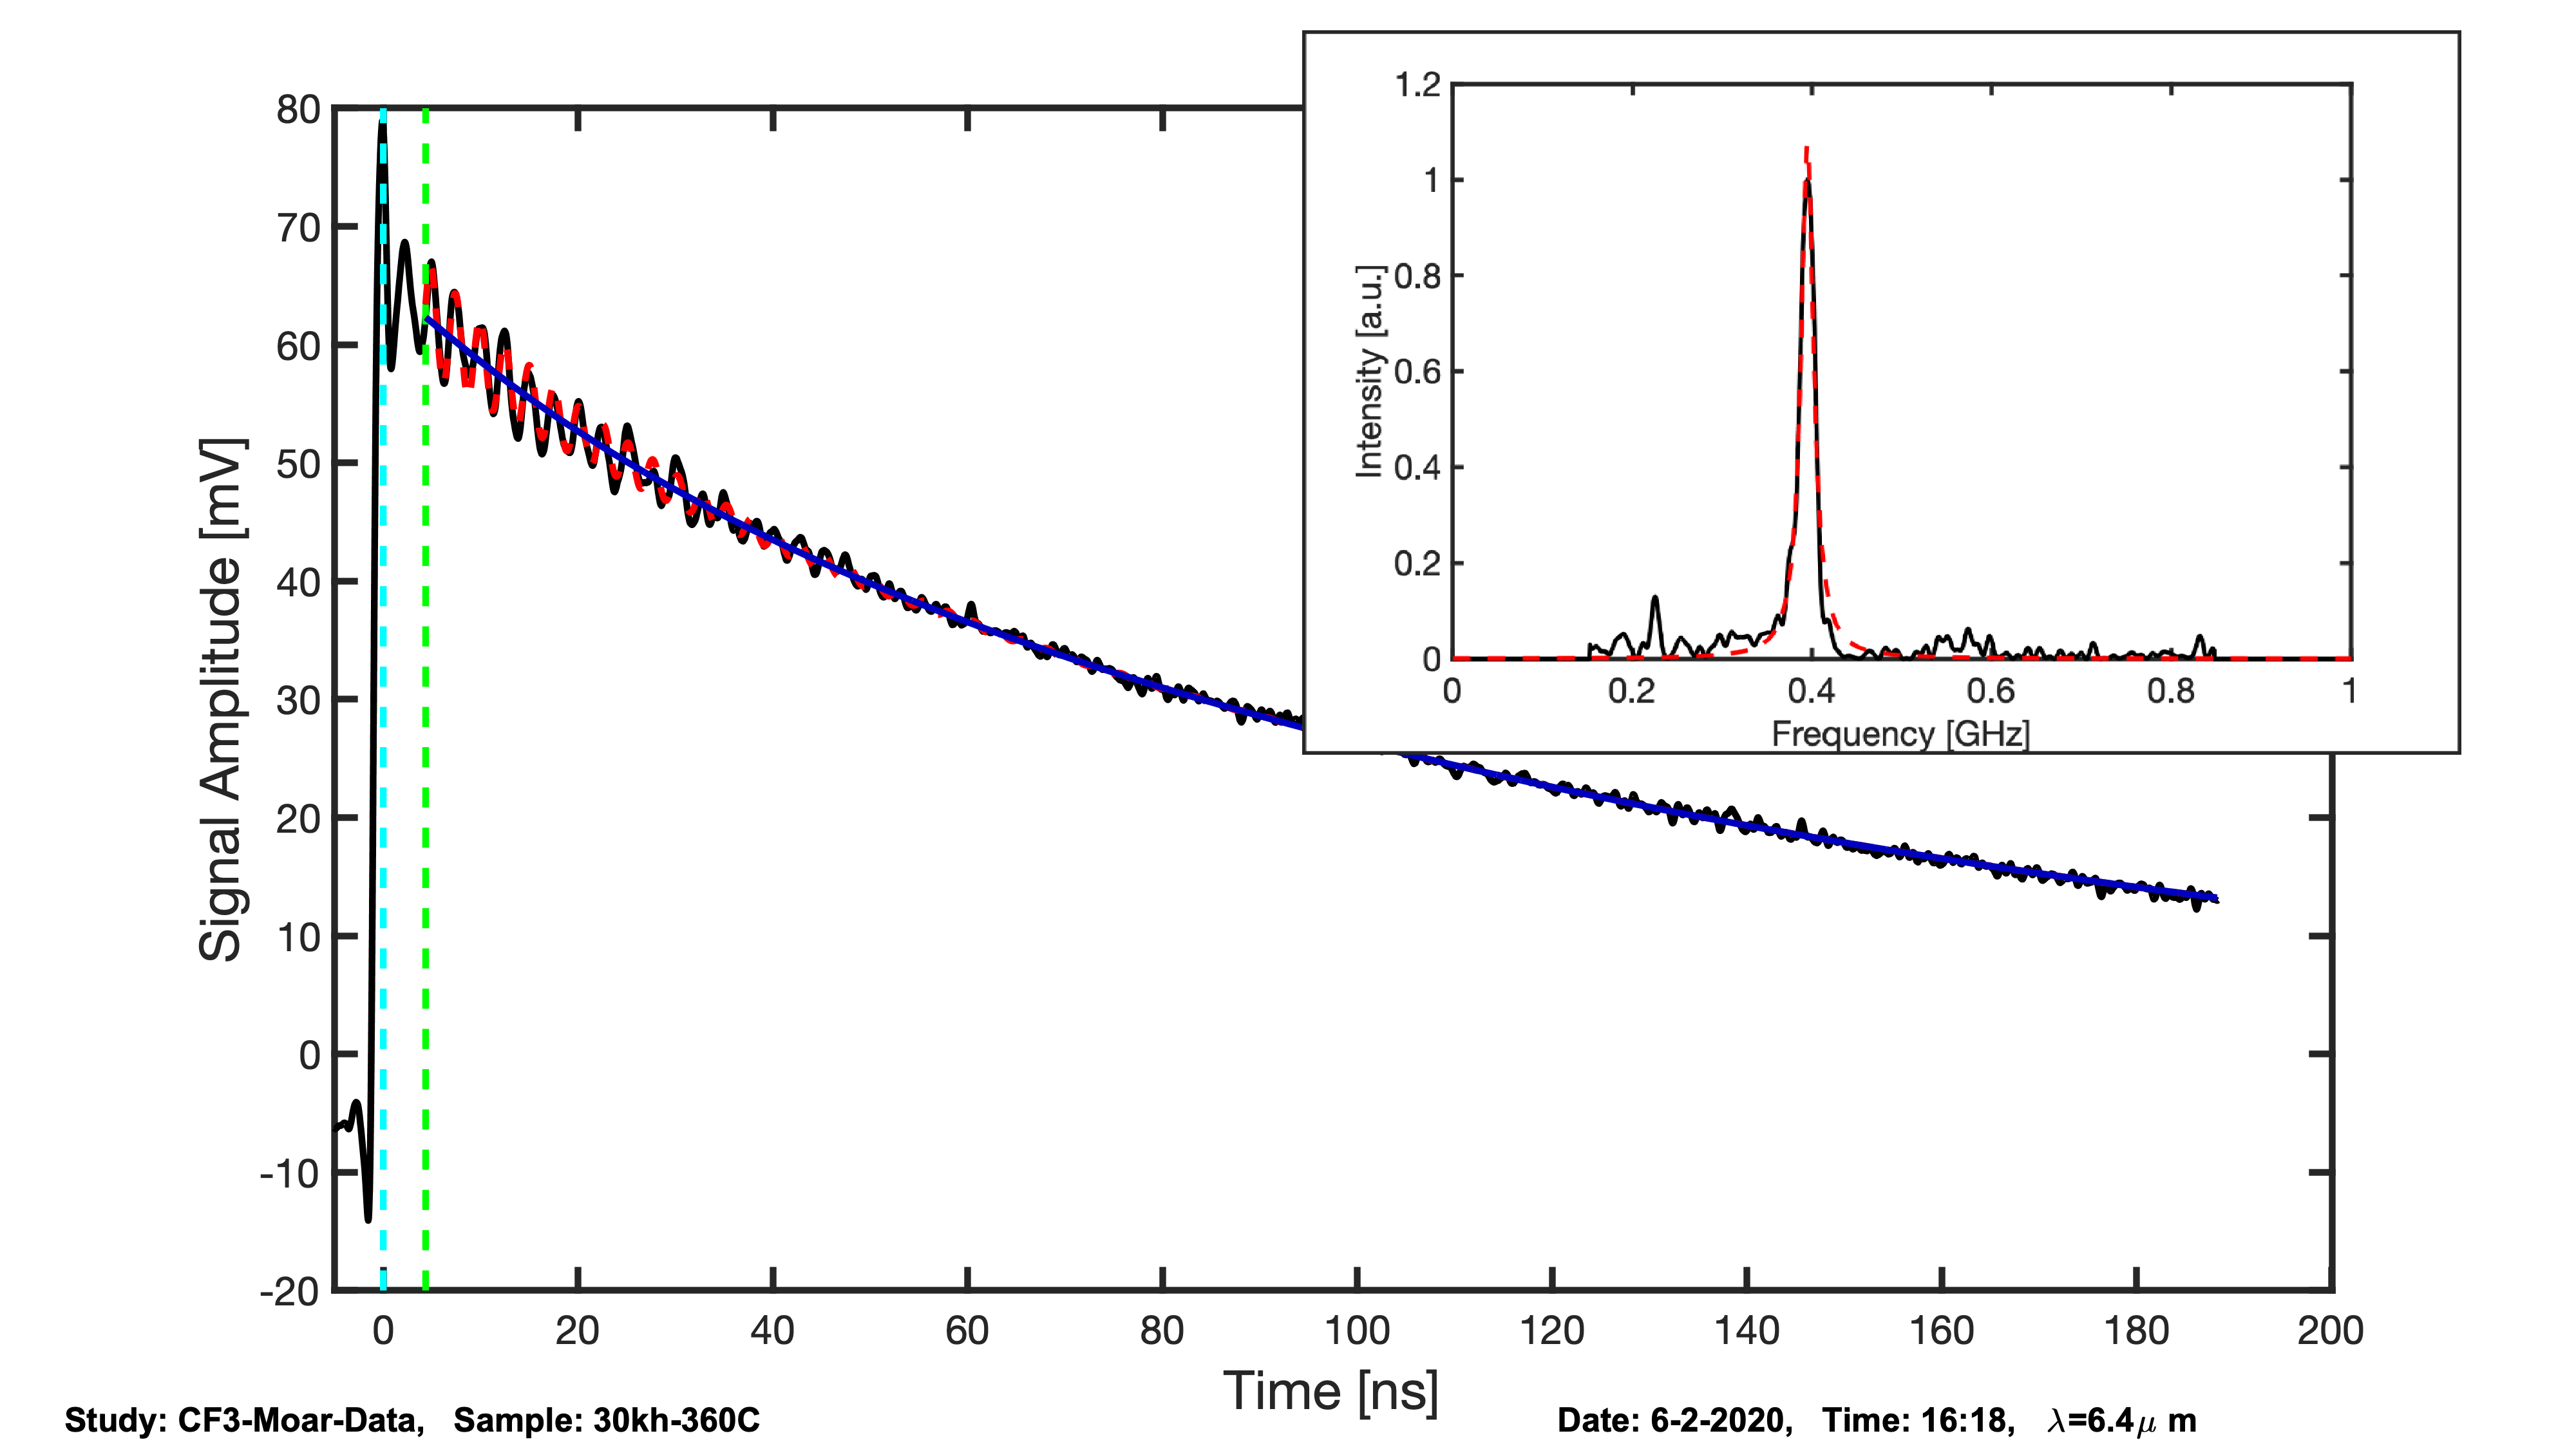 1.2
1
0.8
0.6
0.4
0.2
0
0 0.2 0.4 0.6 0.8 1
Intensity [a.u.]
Frequency [GHz]
80
70
60
50
40
30
20
10
0
-10
-20
0 20 40 60 80 100 120 140 160 180 200
Signal Amplitude [mV]
Time [ns]
Study: CF3-Moar-Data, Sample: 30kh-360C
Date: 6-2-2020, Time: 16:18, λ=6.4μ m